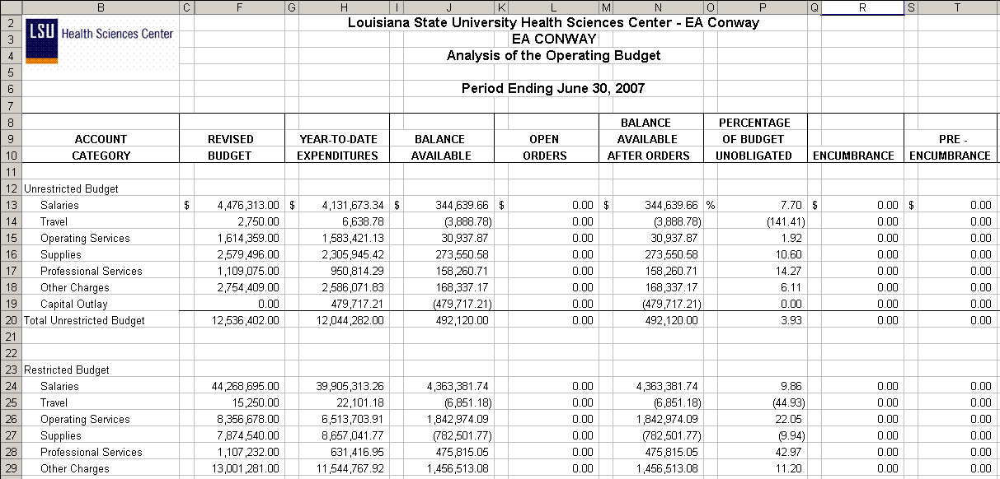 B C F G H I J K L M N O P Q R S T
2 Louisiana State University Health Sciences Center - EA Conway
LSU Health Sciences Center
3 EA CONWAY
4 Analysis of the Operating Budget
5
6 Period Ending June 30, 2007
7
8 BALANCE PERCENTAGE
9 ACCOUNT REVISED YEAR-TO-DATE BALANCE OPEN AVAILABLE OF BUDGET PRE -
10 CATEGORY BUDGET EXPENDITURES AVAILABLE ORDERS AFTER ORDERS UNOBLIGATED ENCUMBRANCE ENCUMBRANCE
11
12 Unrestricted Budget
13 Salaries $ 4,476,313.00 $ 4,131,673.34 $ 344,639.66 $ 0.00 $ 344,639.66 % 7.70 $ 0.00 $ 0.00
14 Travel 2,750.00 6,638.78 (3,888.78) 0.00 (3,888.78) (141.41) 0.00 0.00
15 Operating Services 1,614,359.00 1,583,421.13 30,937.87 0.00 30,937.87 1.92 0.00 0.00
16 Supplies 2,579,496.00 2,305,945.42 273,550.58 0.00 273,550.58 10.60 0.00 0.00
17 Professional Services 1,109,075.00 950,814.29 158,260.71 0.00 158,260.71 14.27 0.00 0.00
18 Other Charges 2,754,409.00 2,586,071.83 168,337.17 0.00 168,337.17 6.11 0.00 0.00
19 Capital Outlay 0.00 479,717.21 (479,717.21) 0.00 (479,717.21) 0.00 0.00 0.00
20 Total Unrestricted Budget 12,536,402.00 12,044,282.00 492,120.00 0.00 492,120.00 3.93 0.00 0.00
21
22
23 Restricted Budget
24 Salaries 44,268,695.00 39,905,313.26 4,363,381.74 0.00 4,363,381.74 9.86 0.00 0.00
25 Travel 15,250.00 22,101.18 (6,851.18) 0.00 (6,851.18) (44.93) 0.00 0.00
26 Operating Services 8,356,678.00 6,513,703.91 1,842,974.09 0.00 1,842,974.09 22.05 0.00 0.00
27 Supplies 7,874,540.00 8,657,041.77 (782,501.77) 0.00 (782,501.77) (9.94) 0.00 0.00
28 Professional Services 1,107,232.00 631,416.95 475,815.05 0.00 475,815.05 42.97 0.00 0.00
29 Other Charges 13,001,281.00 11,544,767.92 1,456,513.08 0.00 1,456,513.08 11.20 0.00 0.00